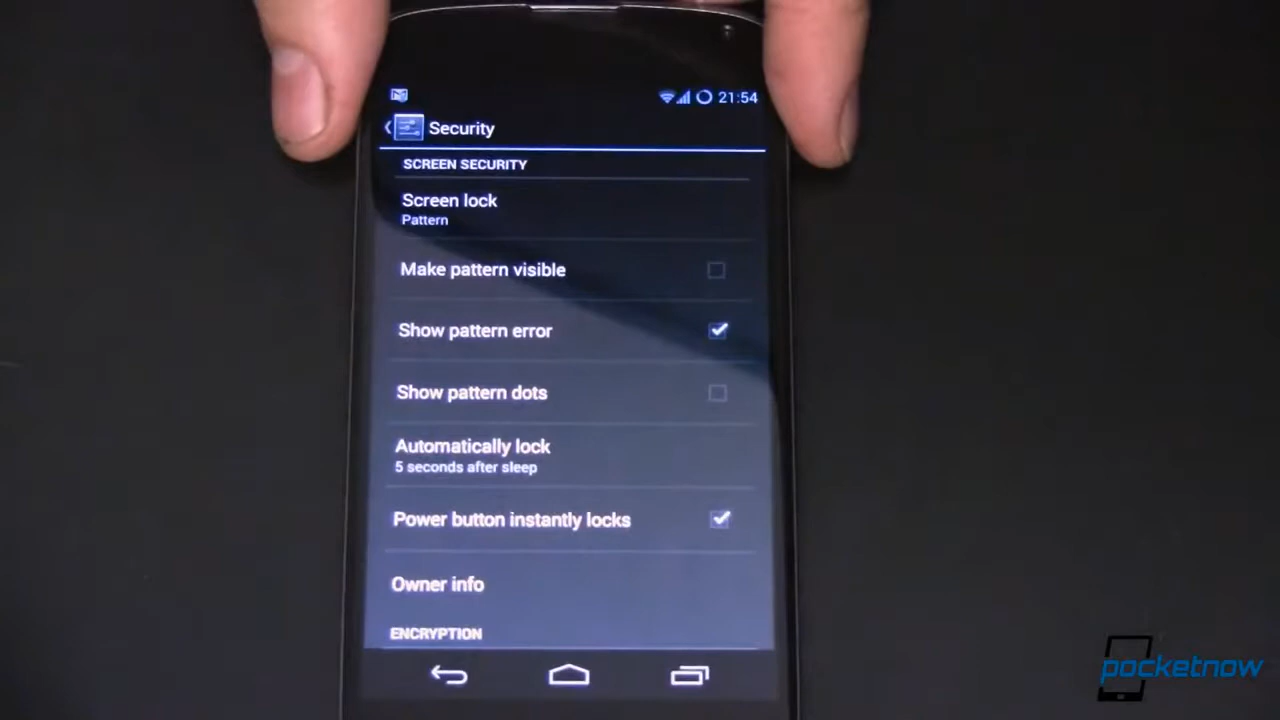 21:54
Security
SCREEN SECURITY
Screen lock
Pattern
Make pattern visible
Show pattern error
Show pattern dots
Automatically lock
5 seconds after sleep
Power button instantly locks
Owner info
ENCRYPTION
pocketnow